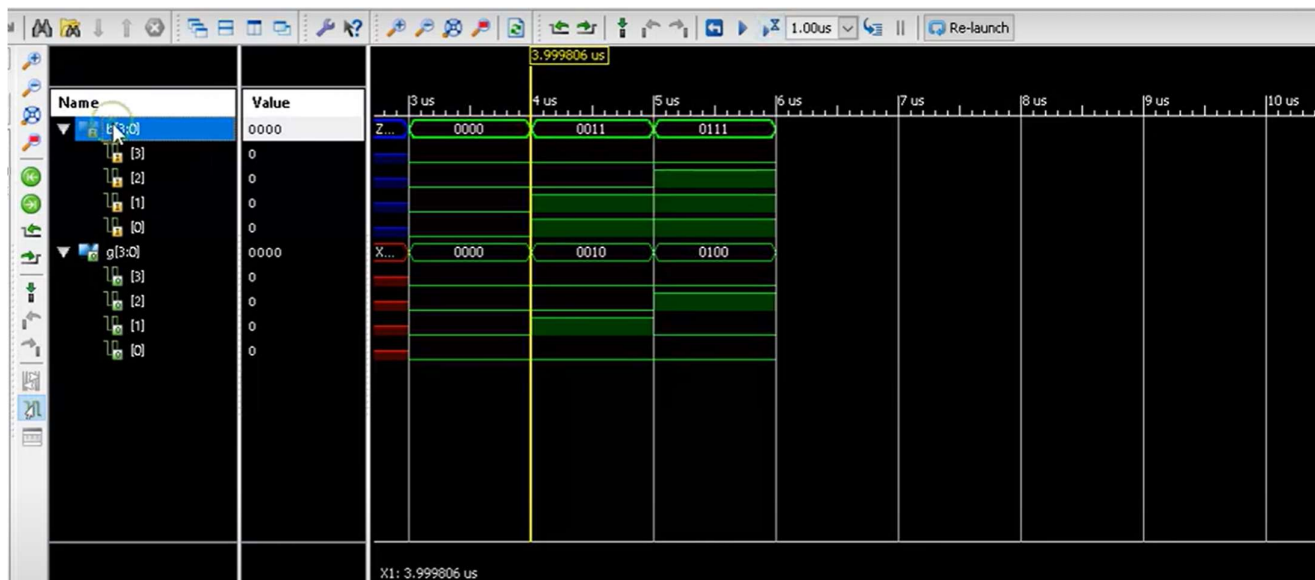 1.00us Re-launch
3.999806 us
Name Value 3 us 4 us 5 us 6 us 7 us 8 us 9 us 10 us
b[3:0] 0000 Z... 0000 0011 0111
[3] 0
[2] 0
[1] 0
[0] 0
g[3:0] 0000 X... 0000 0010 0100
[3] 0
[2] 0
[1] 0
[0] 0
X1: 3.999806 us